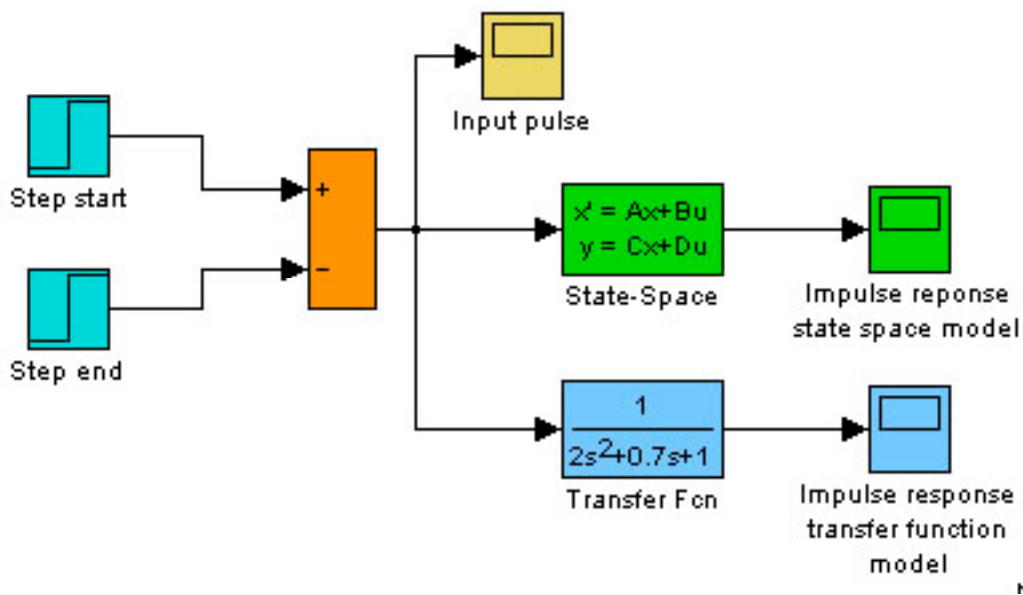 Input pulse
Step start
+
−
Step end
x' = Ax+Bu
y = Cx+Du
State-Space
Impulse reponse
state space model
1
2s²+0.7s+1
Transfer Fcn
Impulse response
transfer function
model